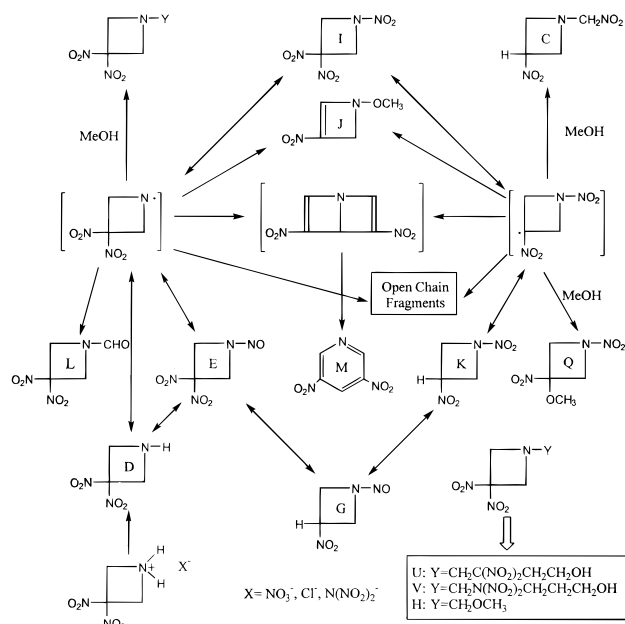 N-Y
O₂N
NO₂
N-NO₂
O₂N
NO₂
I
N-CH₂NO₂
H
NO₂
C
MeOH
N-OCH₃
O₂N
J
MeOH
N·
O₂N
NO₂
N
O₂N
NO₂
N-NO₂
·
NO₂
Open Chain
Fragments
MeOH
N-CHO
L
O₂N
NO₂
N-NO
E
O₂N
NO₂
N
M
O₂N
NO₂
N-NO₂
K
H
NO₂
N-NO₂
Q
O₂N
OCH₃
N-H
D
O₂N
NO₂
N-NO
G
H
NO₂
N-Y
O₂N
NO₂
H
N+
H
X⁻
O₂N
X= NO₃⁻, Cl⁻, N(NO₂)₂⁻
U: Y=CH₂C(NO₂)₂CH₂CH₂OH
V: Y=CH₂N(NO₂)₂CH₂CH₂CH₂OH
H: Y=CH₂OCH₃